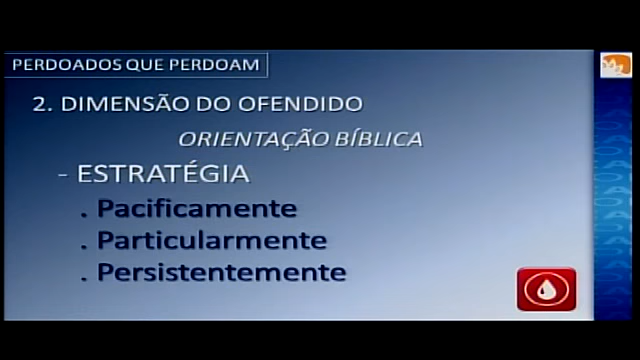 PERDOADOS QUE PERDOAM
2. DIMENSÃO DO OFENDIDO
ORIENTAÇÃO BÍBLICA
- ESTRATÉGIA
. Pacificamente
. Particularmente
. Persistentemente